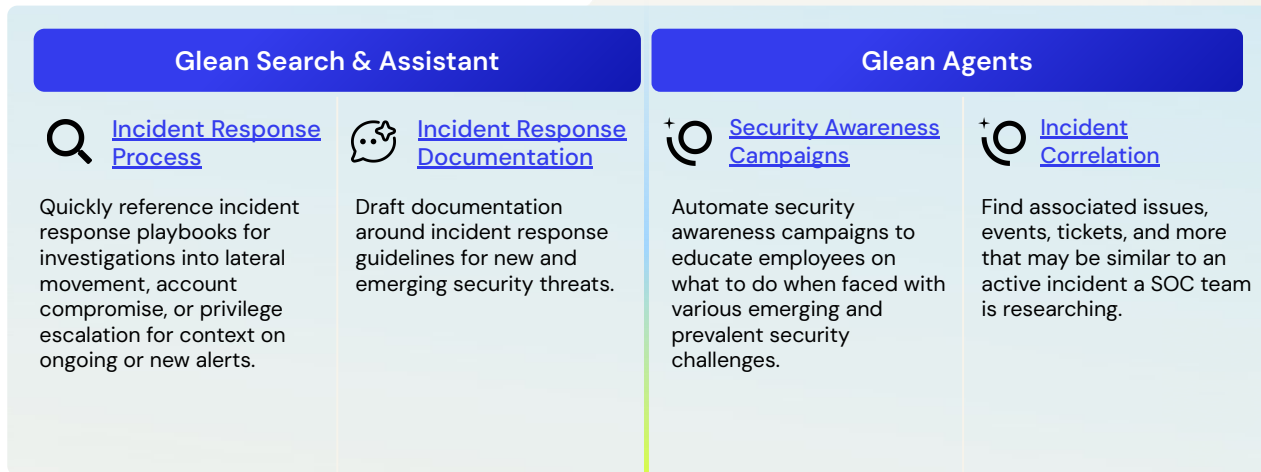 Glean Search & Assistant
Incident Response
Process
Quickly reference incident
response playbooks for
investigations into lateral
movement, account
compromise, or privilege
escalation for context on
ongoing or new alerts.
Incident Response
Documentation
Draft documentation
around incident response
guidelines for new and
emerging security threats.
Glean Agents
Security Awareness
Campaigns
Automate security
awareness campaigns to
educate employees on
what to do when faced with
various emerging and
prevalent security
challenges.
Incident
Correlation
Find associated issues,
events, tickets, and more
that may be similar to an
active incident a SOC team
is researching.